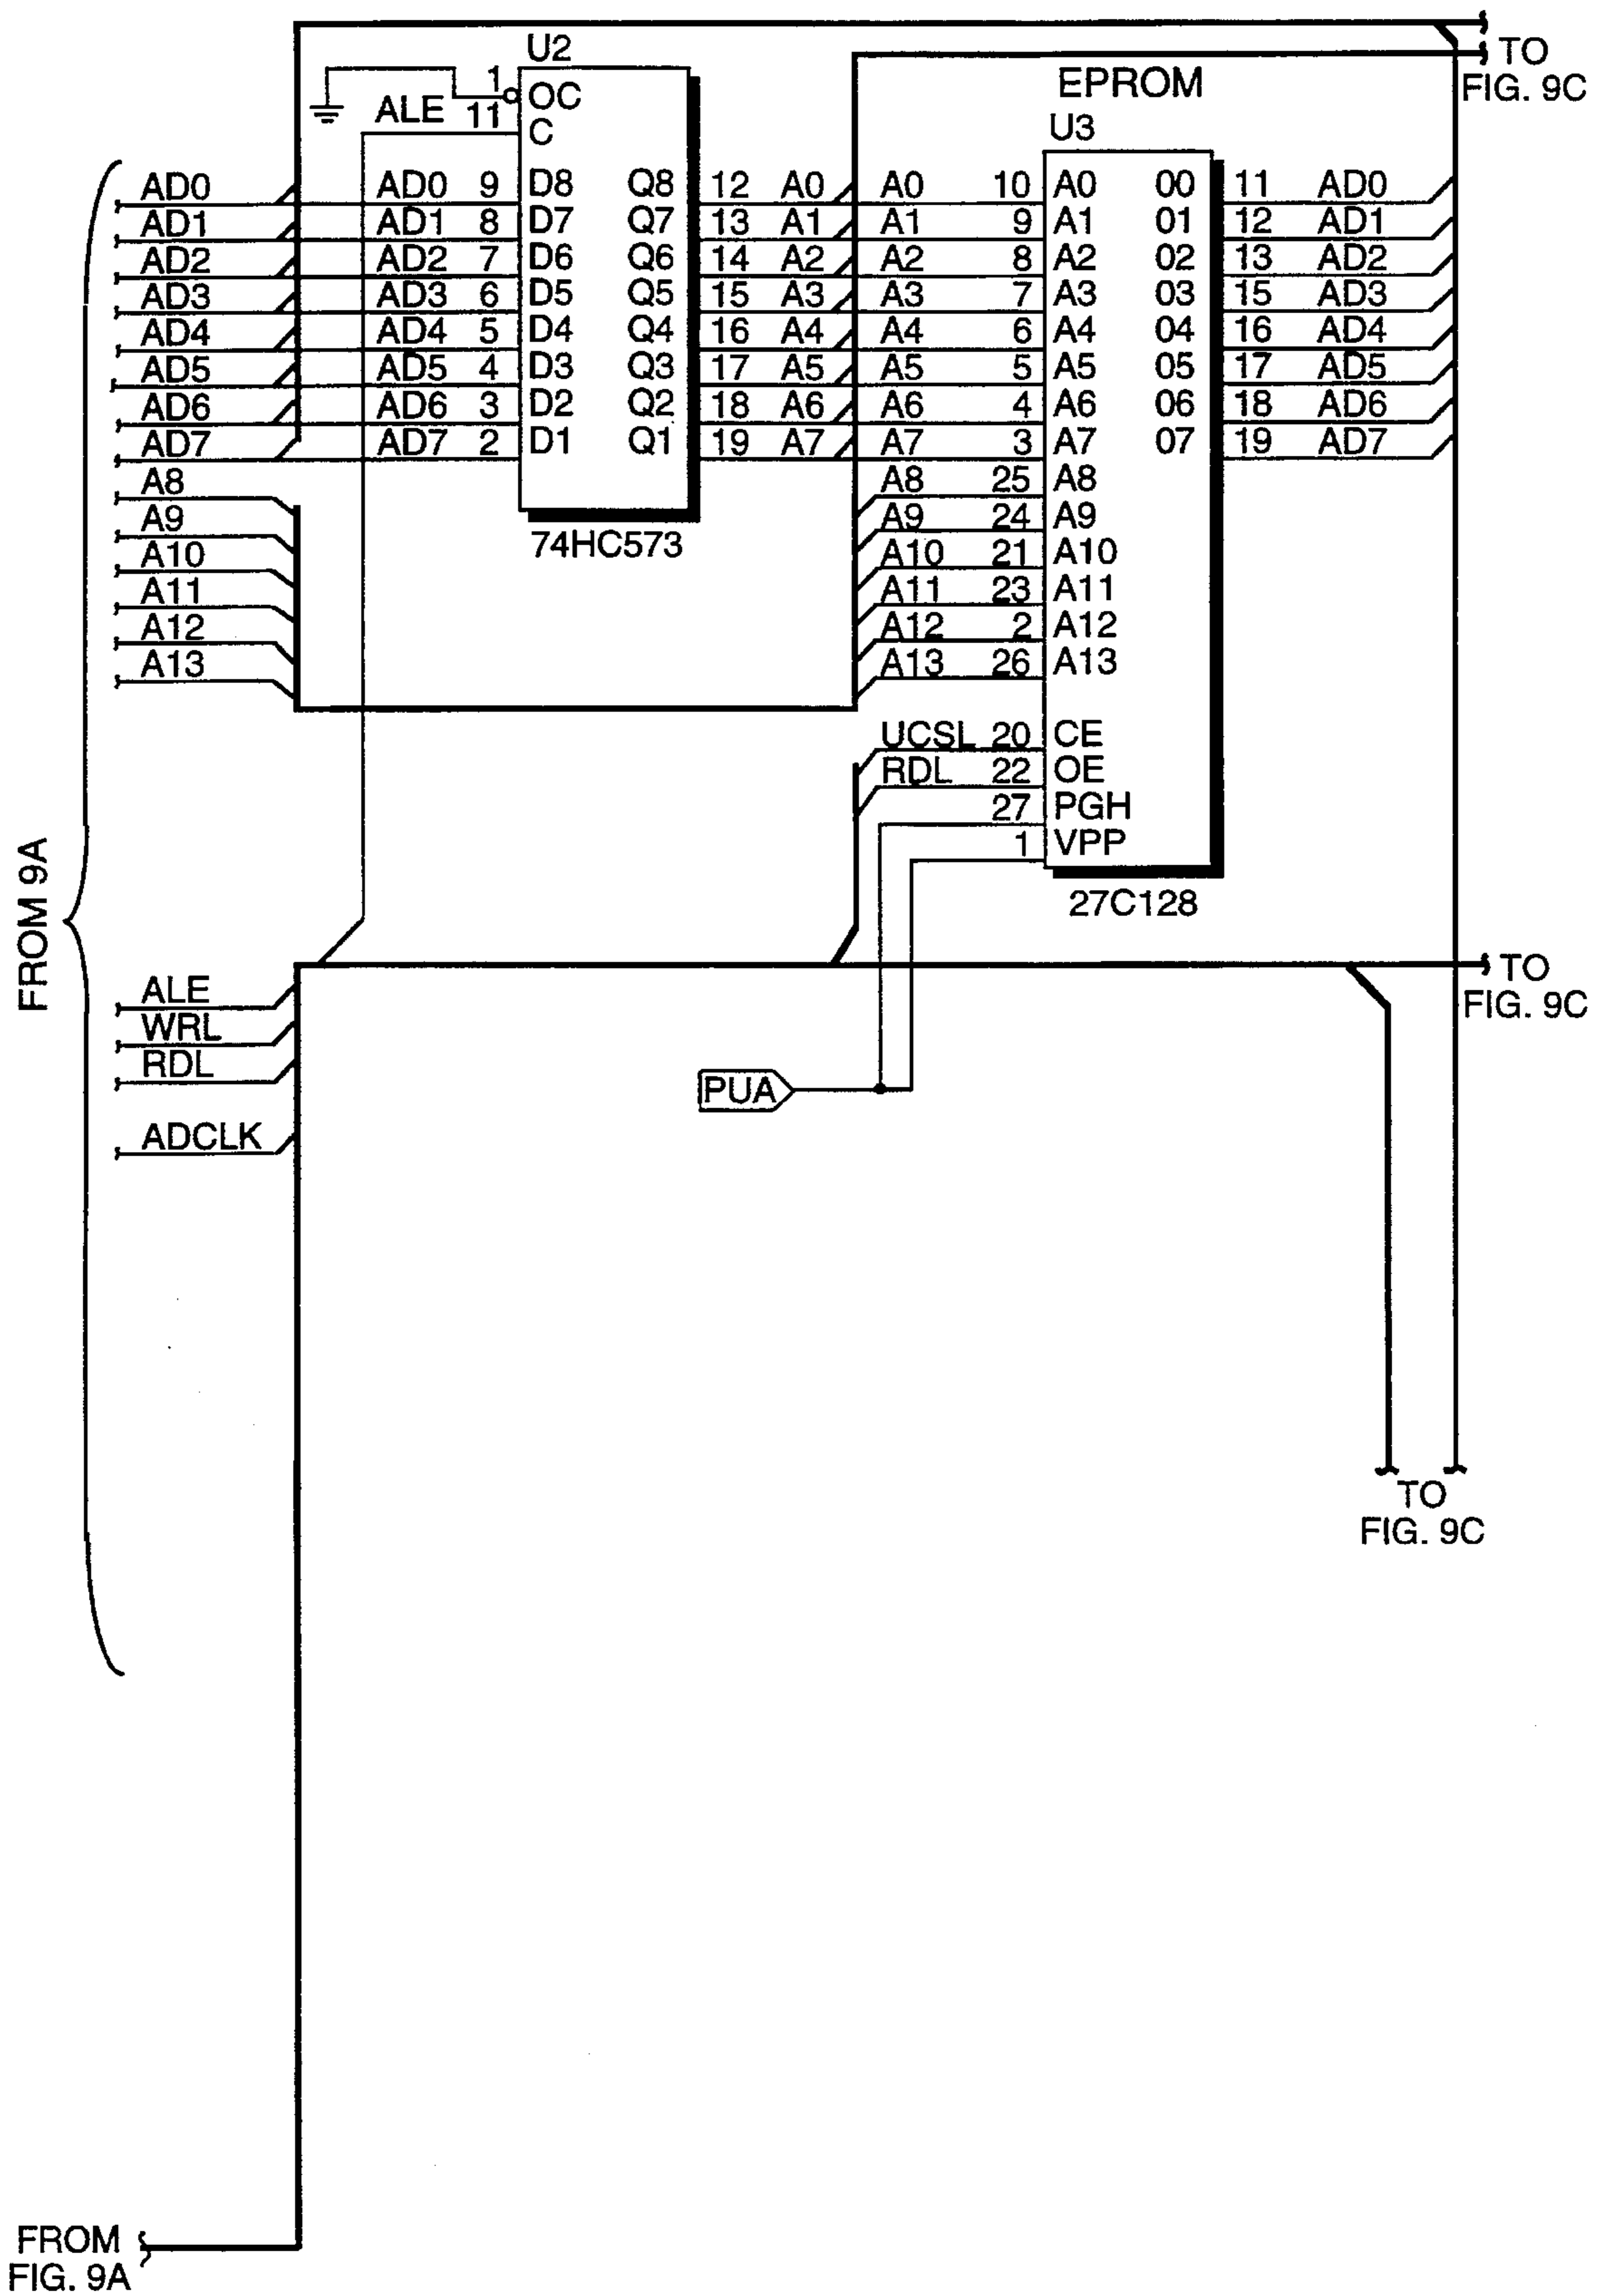 U2
TO
FIG. 9C
EPROM
U3
1 OC
ALE 11 C
AD0 AD0 9 D8 Q8 12 A0 A0 10 A0 00 11 AD0
AD1 AD1 8 D7 Q7 13 A1 A1 9 A1 01 12 AD1
AD2 AD2 7 D6 Q6 14 A2 A2 8 A2 02 13 AD2
AD3 AD3 6 D5 Q5 15 A3 A3 7 A3 03 15 AD3
AD4 AD4 5 D4 Q4 16 A4 A4 6 A4 04 16 AD4
AD5 AD5 4 D3 Q3 17 A5 A5 5 A5 05 17 AD5
AD6 AD6 3 D2 Q2 18 A6 A6 4 A6 06 18 AD6
AD7 AD7 2 D1 Q1 19 A7 A7 3 A7 07 19 AD7
A8 A8 25 A8
A9 A9 24 A9
74HC573
A10 A10 21 A10
A11 A11 23 A11
A12 A12 2 A12
A13 A13 26 A13
UCSL 20 CE
RDL 22 OE
27 PGH
1 VPP
27C128
FROM 9A
TO
FIG. 9C
ALE
WRL
RDL
PUA
ADCLK
TO
FIG. 9C
FROM
FIG. 9A